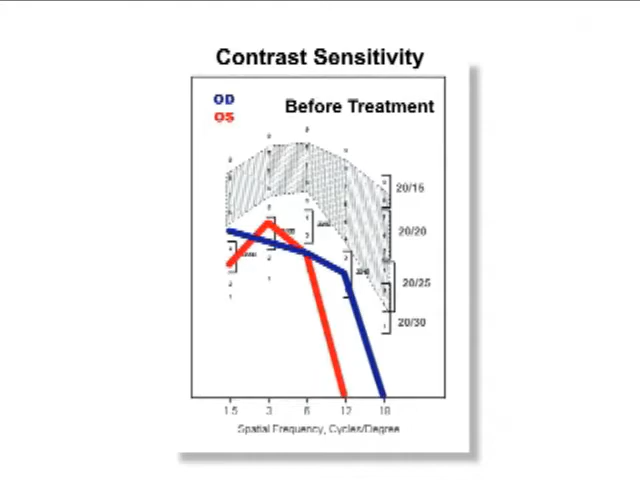 Contrast Sensitivity
OD
OS
Before Treatment
20/15
20/20
20/25
20/30
1.5 3 6 12 18
Spatial Frequency, Cycles/Degree